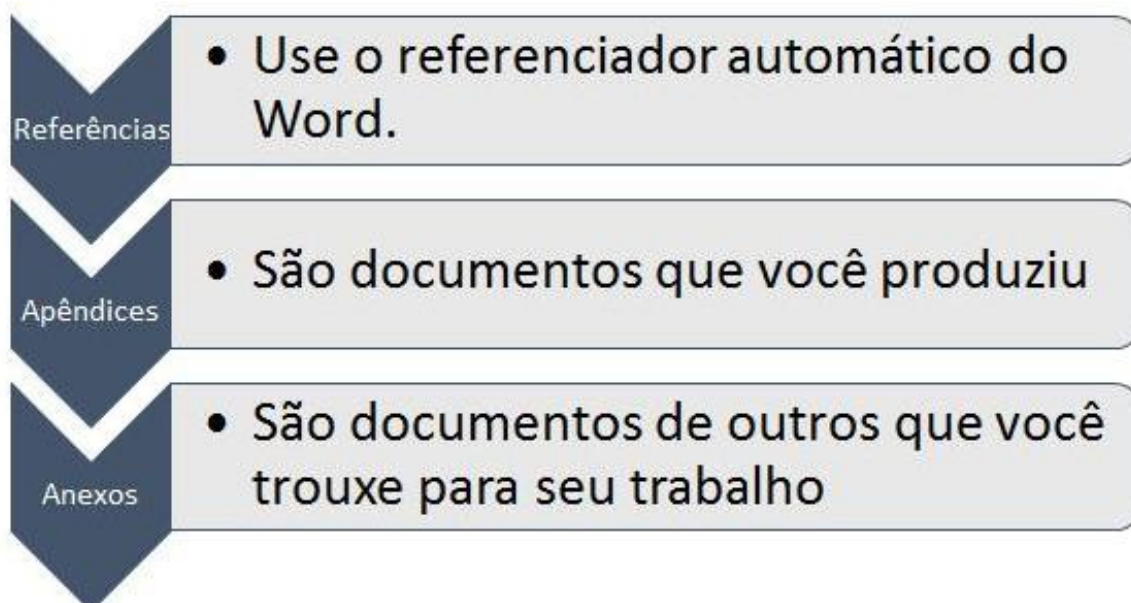 Referências
• Use o referenciador automático do
Word.
Apêndices
• São documentos que você produziu
Anexos
• São documentos de outros que você
trouxe para seu trabalho